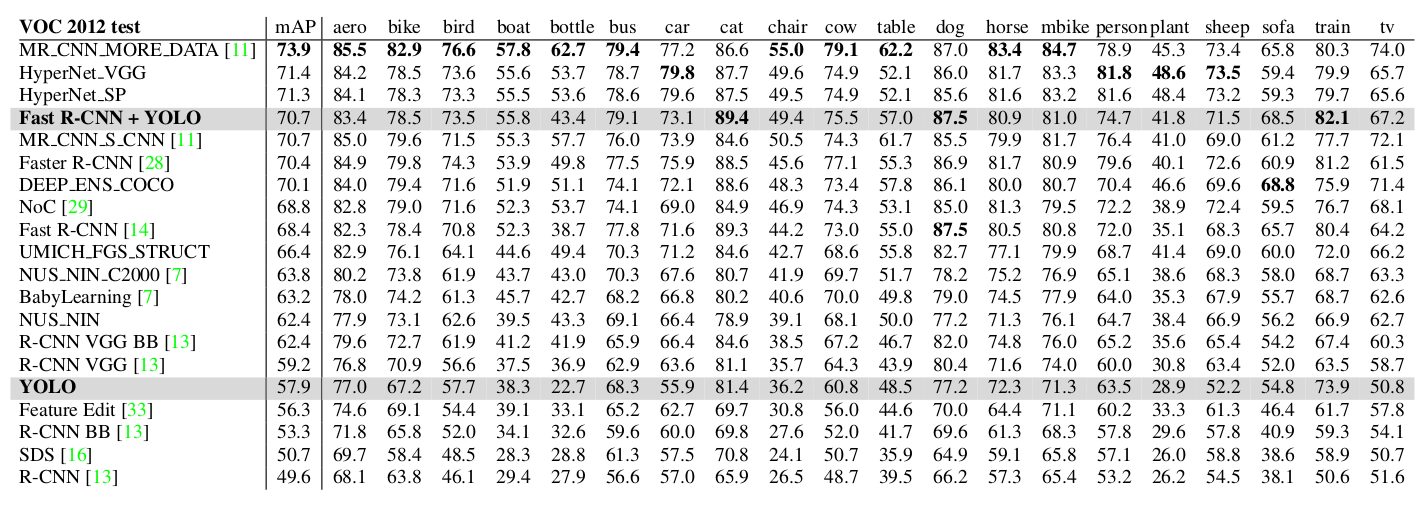 VOC 2012 test mAP aero bike bird boat bottle bus car cat chair cow table dog horse mbike person plant sheep sofa train tv
MR_CNN_MORE_DATA [11] 73.9 85.5 82.9 76.6 57.8 62.7 79.4 77.2 86.6 55.0 79.1 62.2 87.0 83.4 84.7 78.9 45.3 73.4 65.8 80.3 74.0
HyperNet_VGG 71.4 84.2 78.5 73.6 55.6 53.7 78.7 79.8 87.7 49.6 74.9 52.1 86.0 81.7 83.3 81.8 48.6 73.5 59.4 79.9 65.7
HyperNet_SP 71.3 84.1 78.3 73.3 55.5 53.6 78.6 79.6 87.5 49.5 74.9 52.1 85.6 81.6 83.2 81.6 48.4 73.2 59.3 79.7 65.6
Fast R-CNN + YOLO 70.7 83.4 78.5 73.5 55.8 43.4 79.1 73.1 89.4 49.4 75.5 57.0 87.5 80.9 81.0 74.7 41.8 71.5 68.5 82.1 67.2
MR_CNN_S_CNN [11] 70.7 85.0 79.6 71.5 55.3 57.7 76.0 73.9 84.6 50.5 74.3 61.7 85.5 79.9 81.7 76.4 41.0 69.0 61.2 77.7 72.1
Faster R-CNN [28] 70.4 84.9 79.8 74.3 53.9 49.8 77.5 75.9 88.5 45.6 77.1 55.3 86.9 81.7 80.9 79.6 40.1 72.6 60.9 81.2 61.5
DEEP_ENS_COCO 70.1 84.0 79.4 71.6 51.9 51.1 74.1 72.1 88.6 48.3 73.4 57.8 86.1 80.0 80.7 70.4 46.6 69.6 68.8 75.9 71.4
NoC [29] 68.8 82.8 79.0 71.6 52.3 53.7 74.1 69.0 84.9 46.9 74.3 53.1 85.0 81.3 79.5 72.2 38.9 72.4 59.5 76.7 68.1
Fast R-CNN [14] 68.4 82.3 78.4 70.8 52.3 38.7 77.8 71.6 89.3 44.2 73.0 55.0 87.5 80.5 80.8 72.0 35.1 68.3 65.7 80.4 64.2
UMICH_FGS_STRUCT 66.4 82.9 76.1 64.1 44.6 49.4 70.3 71.2 84.6 42.7 68.6 55.8 82.7 77.1 79.9 68.7 41.4 69.0 60.0 72.0 66.2
NUS_NIN_C2000 [7] 63.8 80.2 73.8 61.9 43.7 43.0 70.3 67.6 80.7 41.9 69.7 51.7 78.2 75.2 76.9 65.1 38.6 68.3 58.0 68.7 63.3
BabyLearning [7] 63.2 78.0 74.2 61.3 45.7 42.7 68.2 66.8 80.2 40.6 70.0 49.8 79.0 74.5 77.9 64.0 35.3 67.9 55.7 68.7 62.6
NUS_NIN 62.4 77.9 73.1 62.6 39.5 43.3 69.1 66.4 78.9 39.1 68.1 50.0 77.2 71.3 76.1 64.7 38.4 66.9 56.2 66.9 62.7
R-CNN VGG BB [13] 62.4 79.6 72.7 61.9 41.2 41.9 65.9 66.4 84.6 38.5 67.2 46.7 82.0 74.8 76.0 65.2 35.6 65.4 54.2 67.4 60.3
R-CNN VGG [13] 59.2 76.8 70.9 56.6 37.5 36.9 62.9 63.6 81.1 35.7 64.3 43.9 80.4 71.6 74.0 60.0 30.8 63.4 52.0 63.5 58.7
YOLO 57.9 77.0 67.2 57.7 38.3 22.7 68.3 55.9 81.4 36.2 60.8 48.5 77.2 72.3 71.3 63.5 28.9 52.2 54.8 73.9 50.8
Feature Edit [33] 56.3 74.6 69.1 54.4 39.1 33.1 65.2 62.7 69.7 30.8 56.0 44.6 70.0 64.4 71.1 60.2 33.3 61.3 46.4 61.7 57.8
R-CNN BB [13] 53.3 71.8 65.8 52.0 34.1 32.6 59.6 60.0 69.8 27.6 52.0 41.7 69.6 61.3 68.3 57.8 29.6 57.8 40.9 59.3 54.1
SDS [16] 50.7 69.7 58.4 48.5 28.3 28.8 61.3 57.5 70.8 24.1 50.7 35.9 64.9 59.1 65.8 57.1 26.0 58.8 38.6 58.9 50.7
R-CNN [13] 49.6 68.1 63.8 46.1 29.4 27.9 56.6 57.0 65.9 26.5 48.7 39.5 66.2 57.3 65.4 53.2 26.2 54.5 38.1 50.6 51.6